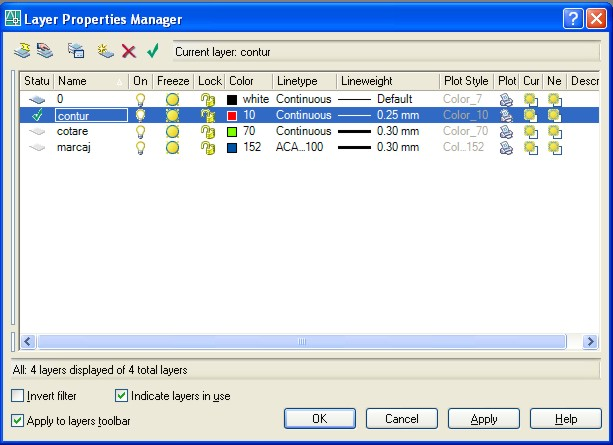 Layer Properties Manager
Current layer: contur
Statu Name On Freeze Lock Color Linetype Lineweight Plot Style Plot Cur Ne Descr
0 white Continuous Default Color_7
contur 10 Continuous 0.25 mm Color_10
cotare 70 Continuous 0.30 mm Color_70
marcaj 152 ACA...100 0.30 mm Col...152
All: 4 layers displayed of 4 total layers
Invert filter Indicate layers in use
Apply to layers toolbar OK Cancel Apply Help